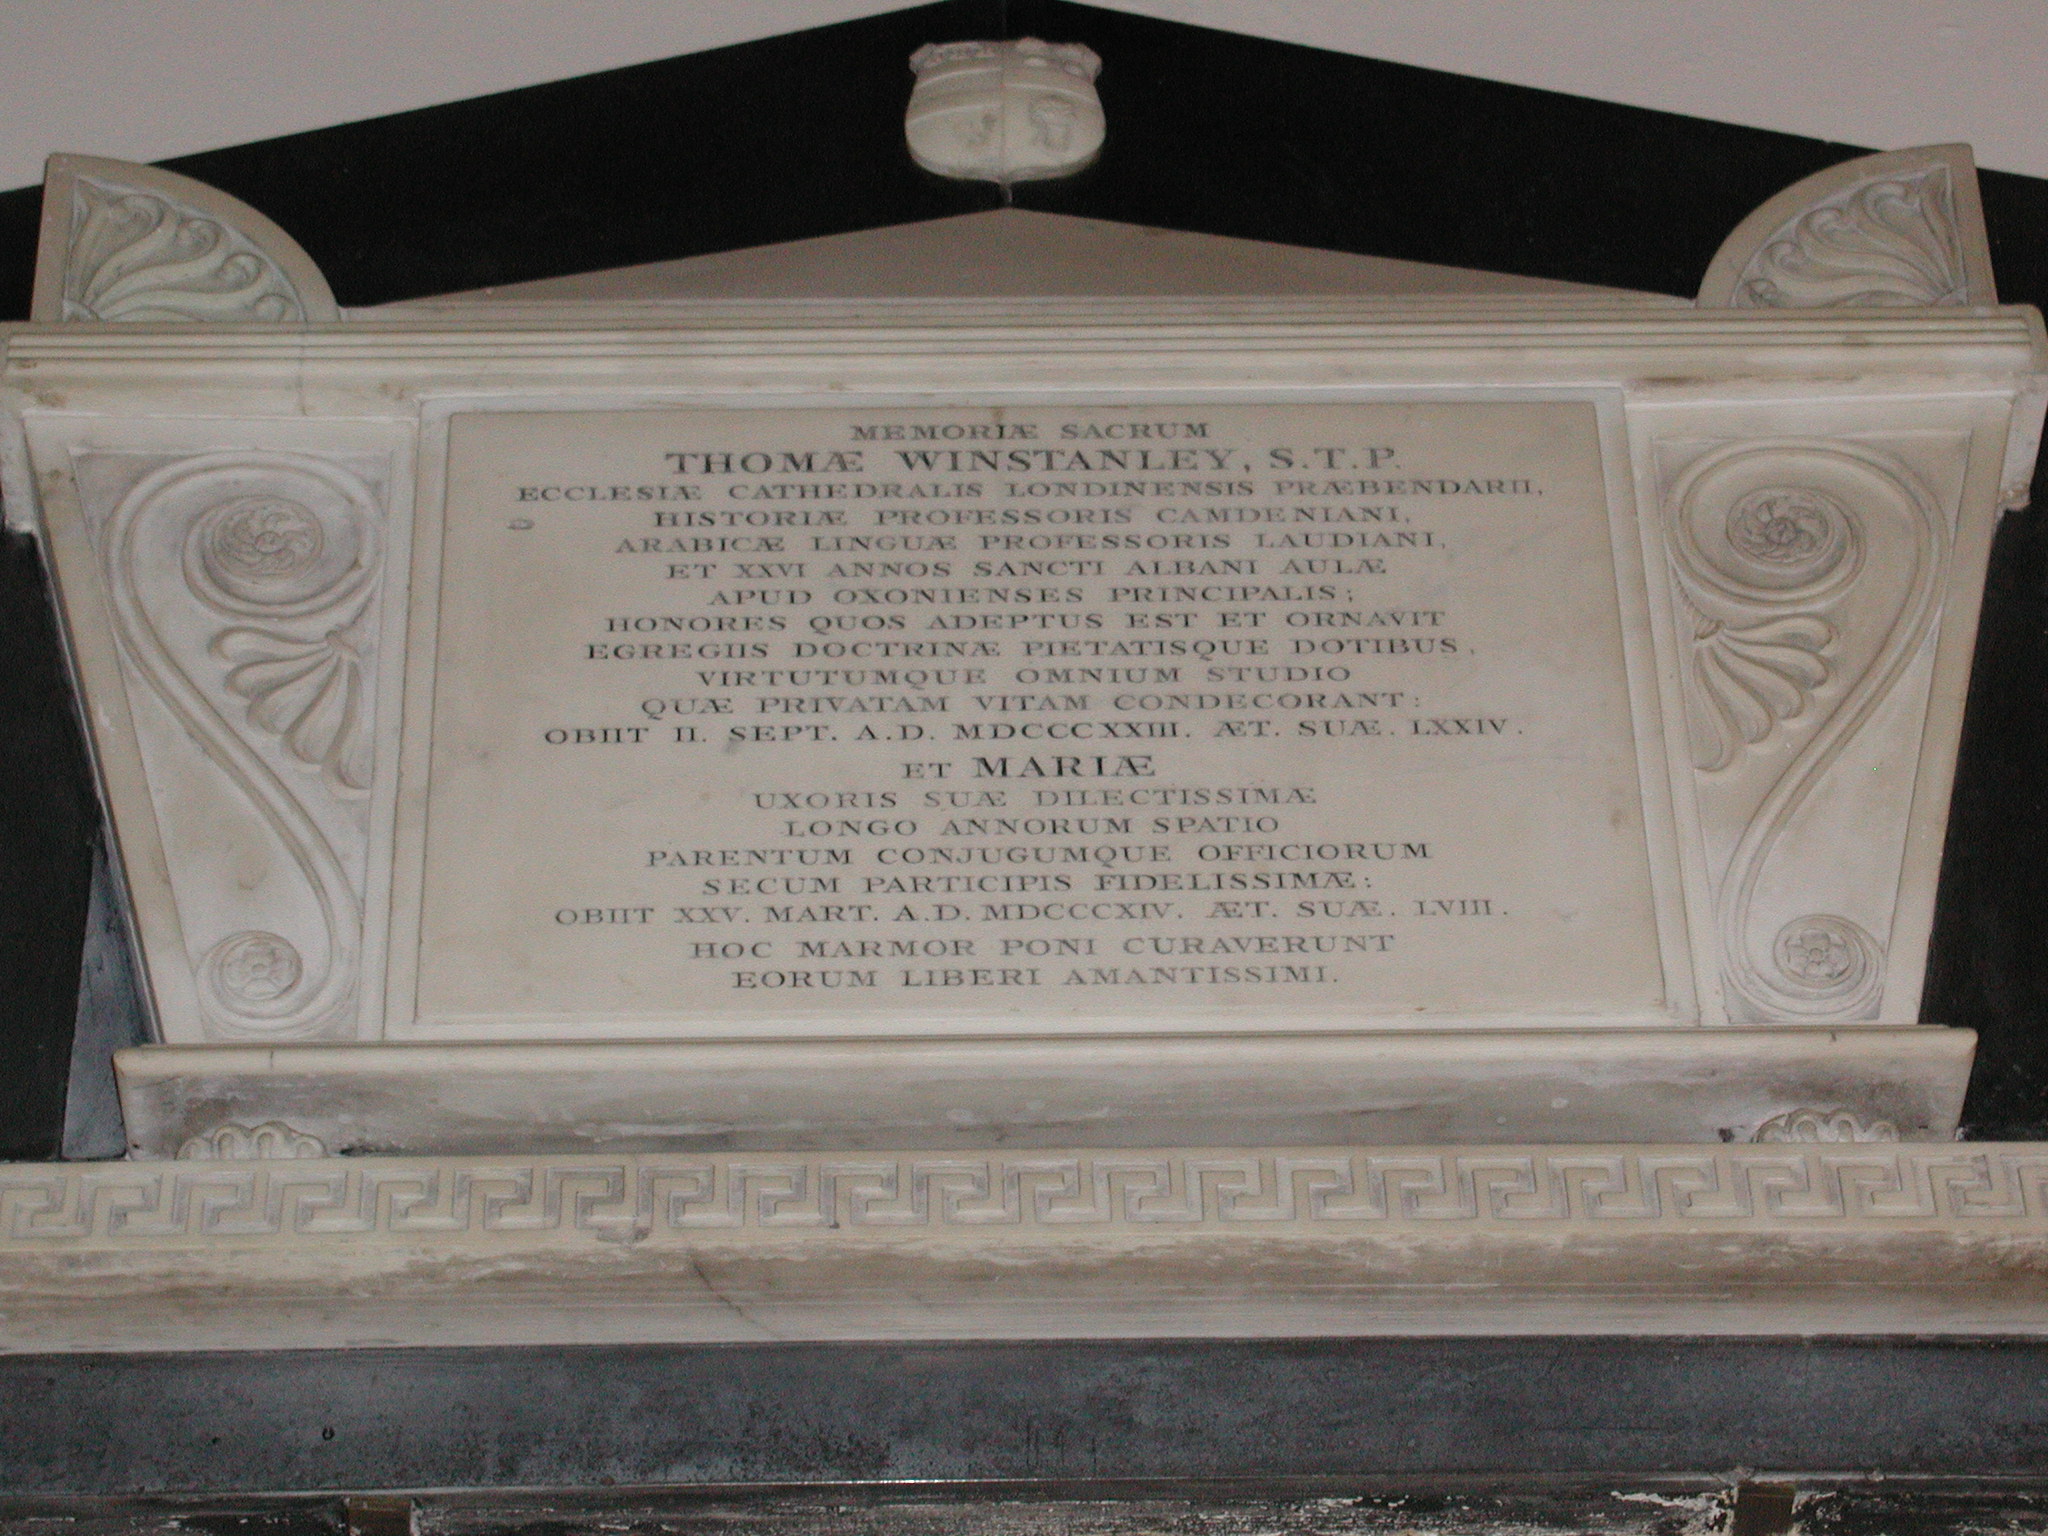 MEMORIÆ SACRUM
THOMÆ WINSTANLEY, S.T.P.
ECCLESIÆ CATHEDRALIS LONDINENSIS PRÆBENDARII,
HISTORIÆ PROFESSORIS CAMDENIANI,
ARABICÆ LINGUÆ PROFESSORIS LAUDIANI,
ET XXVI ANNOS SANCTI ALBANI AULÆ
APUD OXONIENSES PRINCIPALIS;
HONORES QUOS ADEPTUS EST ET ORNAVIT
EGREGIIS DOCTRINÆ PIETATISQUE DOTIBUS,
VIRTUTUMQUE OMNIUM STUDIO
QUÆ PRIVATAM VITAM CONDECORANT:
OBIIT II. SEPT. A.D. MDCCCXXIII. ÆT. SUÆ. LXXIV.
ET MARIÆ
UXORIS SUÆ DILECTISSIMÆ
LONGO ANNORUM SPATIO
PARENTUM CONJUGUMQUE OFFICIORUM
SECUM PARTICIPIS FIDELISSIMÆ:
OBIIT XXV. MART. A.D. MDCCCXIV. ÆT. SUÆ. LVIII.
HOC MARMOR PONI CURAVERUNT
EORUM LIBERI AMANTISSIMI.